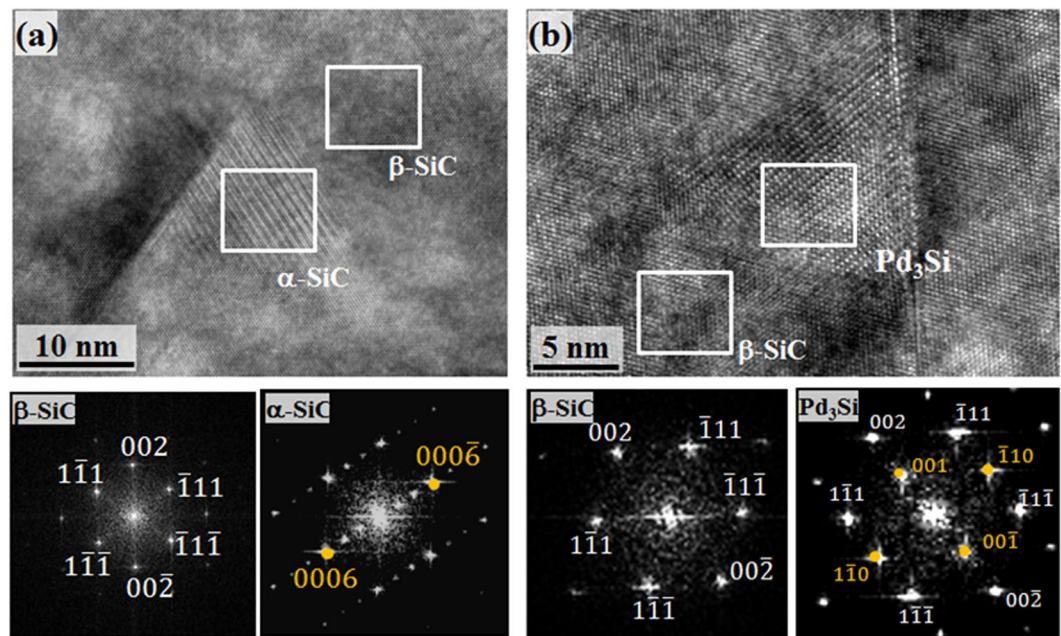 (a)
β-SiC
α-SiC
10 nm
(b)
Pd₃Si
β-SiC
5 nm
β-SiC
002
11̄1
1̄11
11̄1̄
1̄11̄
002̄
α-SiC
0006̄
0006
β-SiC
002
1̄11
1̄11̄
11̄1
002̄
11̄1̄
Pd₃Si
002
1̄11
001
1̄10
11̄1
1̄11̄
11̄0
001̄
11̄1̄
002̄